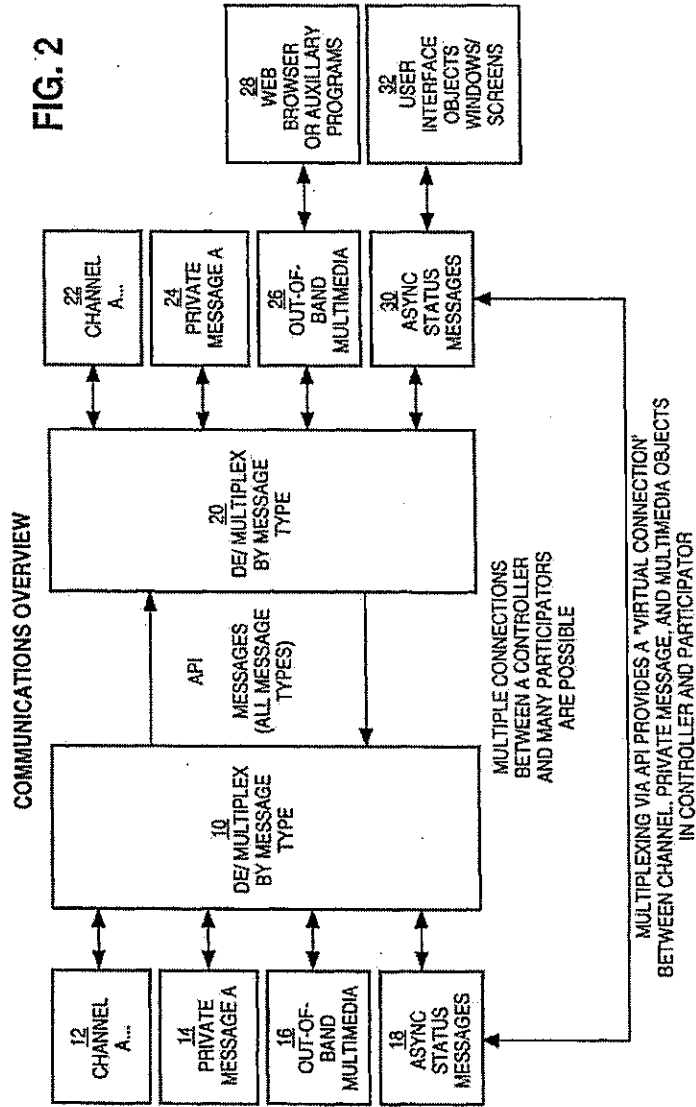 FIG. 2
COMMUNICATIONS OVERVIEW
12
CHANNEL
A...
14
PRIVATE
MESSAGE A
16
OUT-OF-
BAND
MULTIMEDIA
18
ASYNC
STATUS
MESSAGES
10
DE/ MULTIPLEX
BY MESSAGE
TYPE
API
MESSAGES
(ALL MESSAGE
TYPES)
MULTIPLE CONNECTIONS
BETWEEN A CONTROLLER
AND MANY PARTICIPATORS
ARE POSSIBLE
20
DE/ MULTIPLEX
BY MESSAGE
TYPE
22
CHANNEL
A...
24
PRIVATE
MESSAGE A
26
OUT-OF-
BAND
MULTIMEDIA
30
ASYNC
STATUS
MESSAGES
28
WEB
BROWSER
OR AUXILLARY
PROGRAMS
32
USER
INTERFACE
OBJECTS
WINDOWS/
SCREENS
MULTIPLEXING VIA API PROVIDES A "VIRTUAL CONNECTION'
BETWEEN CHANNEL, PRIVATE MESSAGE, AND MULTIMEDIA OBJECTS
IN CONTROLLER AND PARTICIPATOR